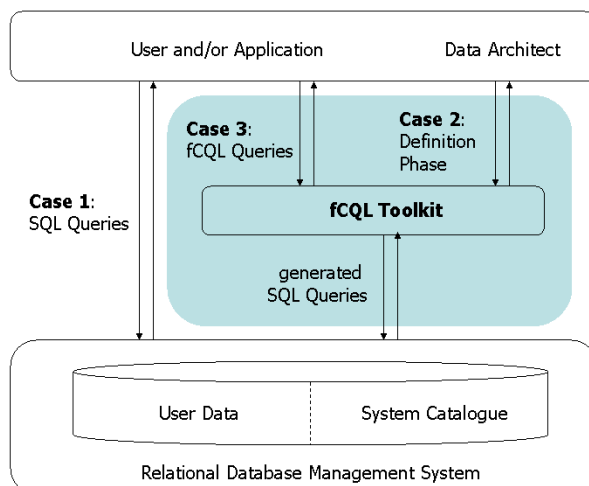 User and/or Application
Data Architect
Case 3:
fCQL Queries
Case 2:
Definition
Phase
Case 1:
SQL Queries
fCQL Toolkit
generated
SQL Queries
User Data
System Catalogue
Relational Database Management System